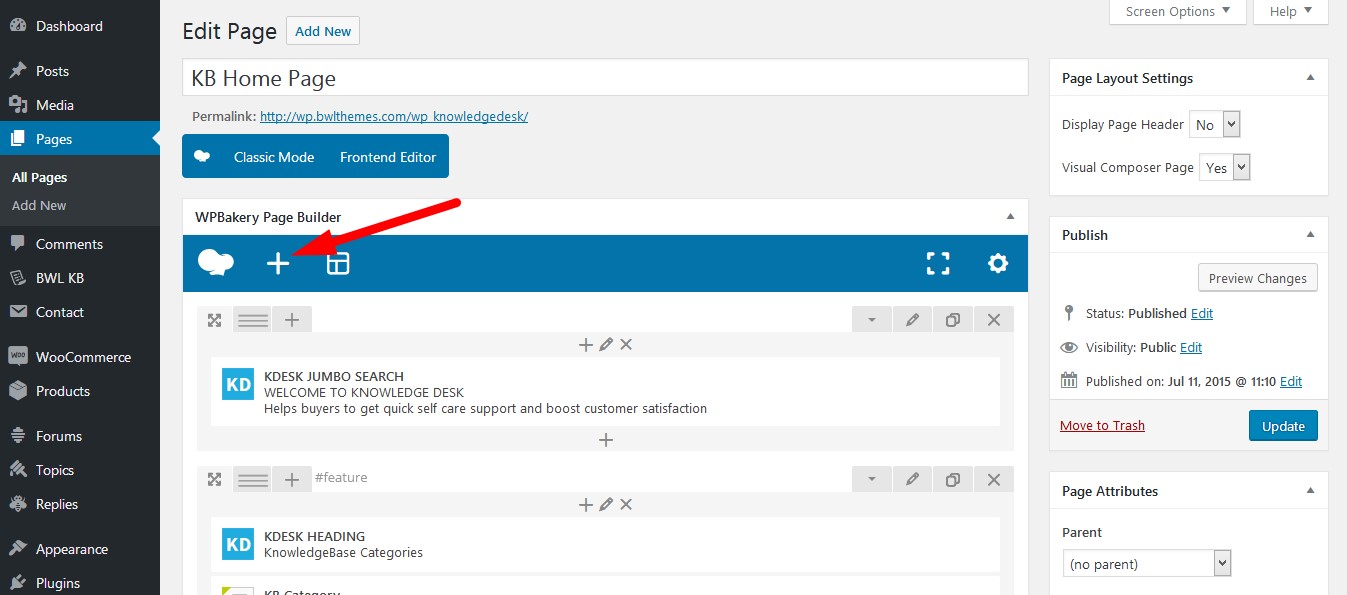 Dashboard
Posts
Media
Pages
All Pages
Add New
Comments
BWL KB
Contact
WOO WooCommerce
Products
Forums
Topics
Replies
Appearance
Plugins
Screen Options
Help
Edit Page Add New
KB Home Page
Permalink: http://wp.bwlthemes.com/wp_knowledgedesk/
Classic Mode Frontend Editor
WPBakery Page Builder
KD KDESK JUMBO SEARCH
WELCOME TO KNOWLEDGE DESK
Helps buyers to get quick self care support and boost customer satisfaction
#feature
KD KDESK HEADING
KnowledgeBase Categories
KB Category
Page Layout Settings
Display Page Header No
Visual Composer Page Yes
Publish
Preview Changes
Status: Published Edit
Visibility: Public Edit
Published on: Jul 11, 2015 @ 11:10 Edit
Move to Trash Update
Page Attributes
Parent
(no parent)